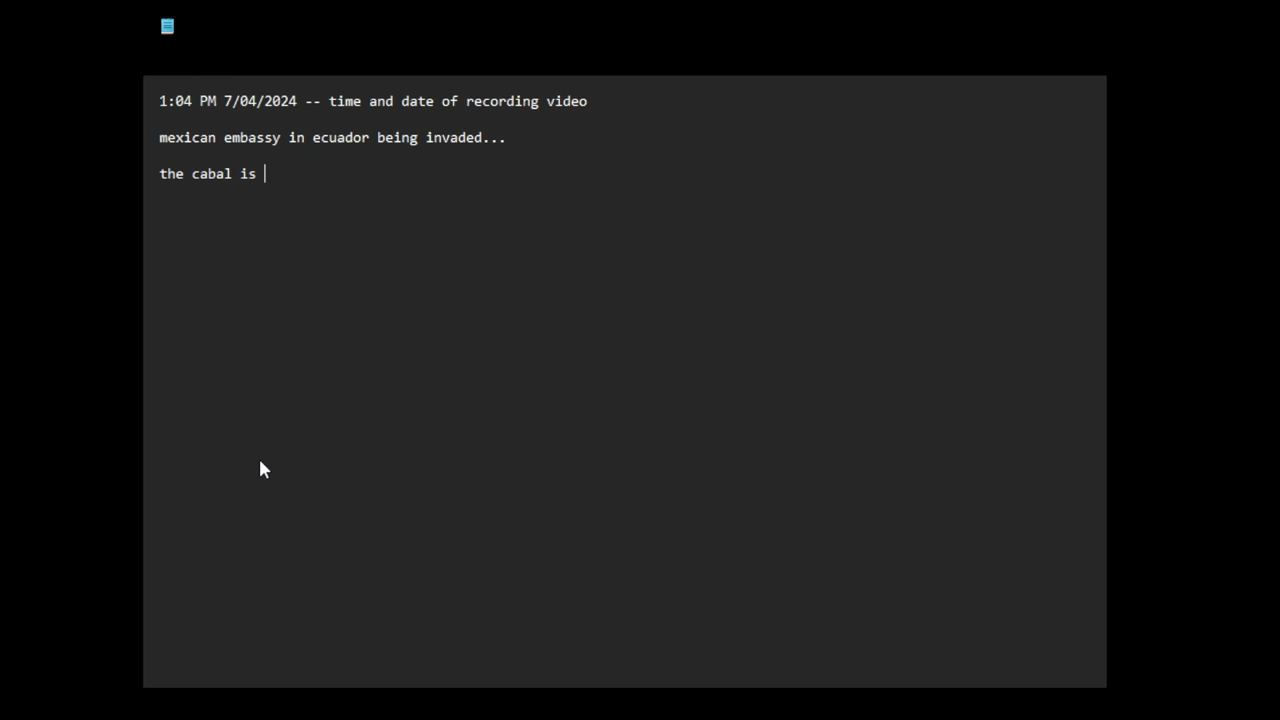 1:04 PM 7/04/2024 -- time and date of recording video
mexican embassy in ecuador being invaded...
the cabal is